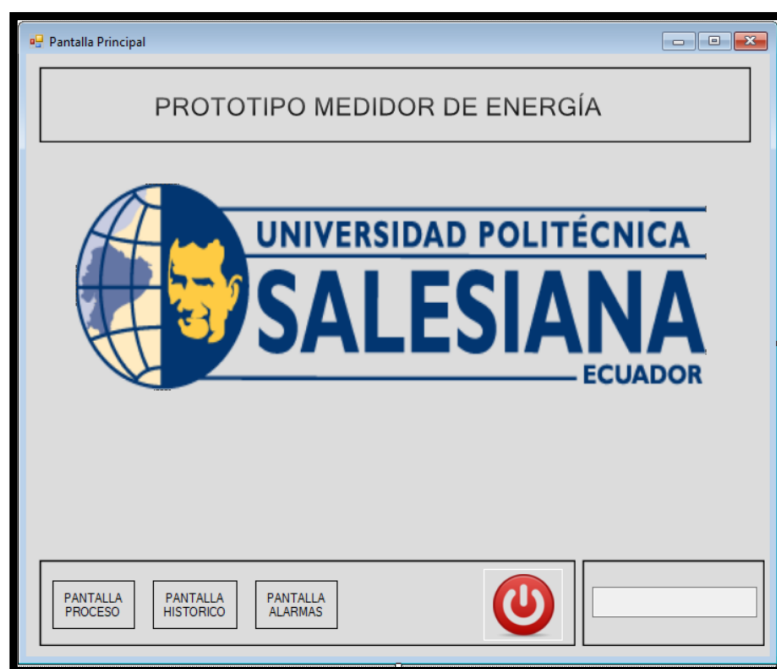 Pantalla Principal
PROTOTIPO MEDIDOR DE ENERGÍA
UNIVERSIDAD POLITÉCNICA
SALESIANA
ECUADOR
PANTALLA
PROCESO
PANTALLA
HISTORICO
PANTALLA
ALARMAS